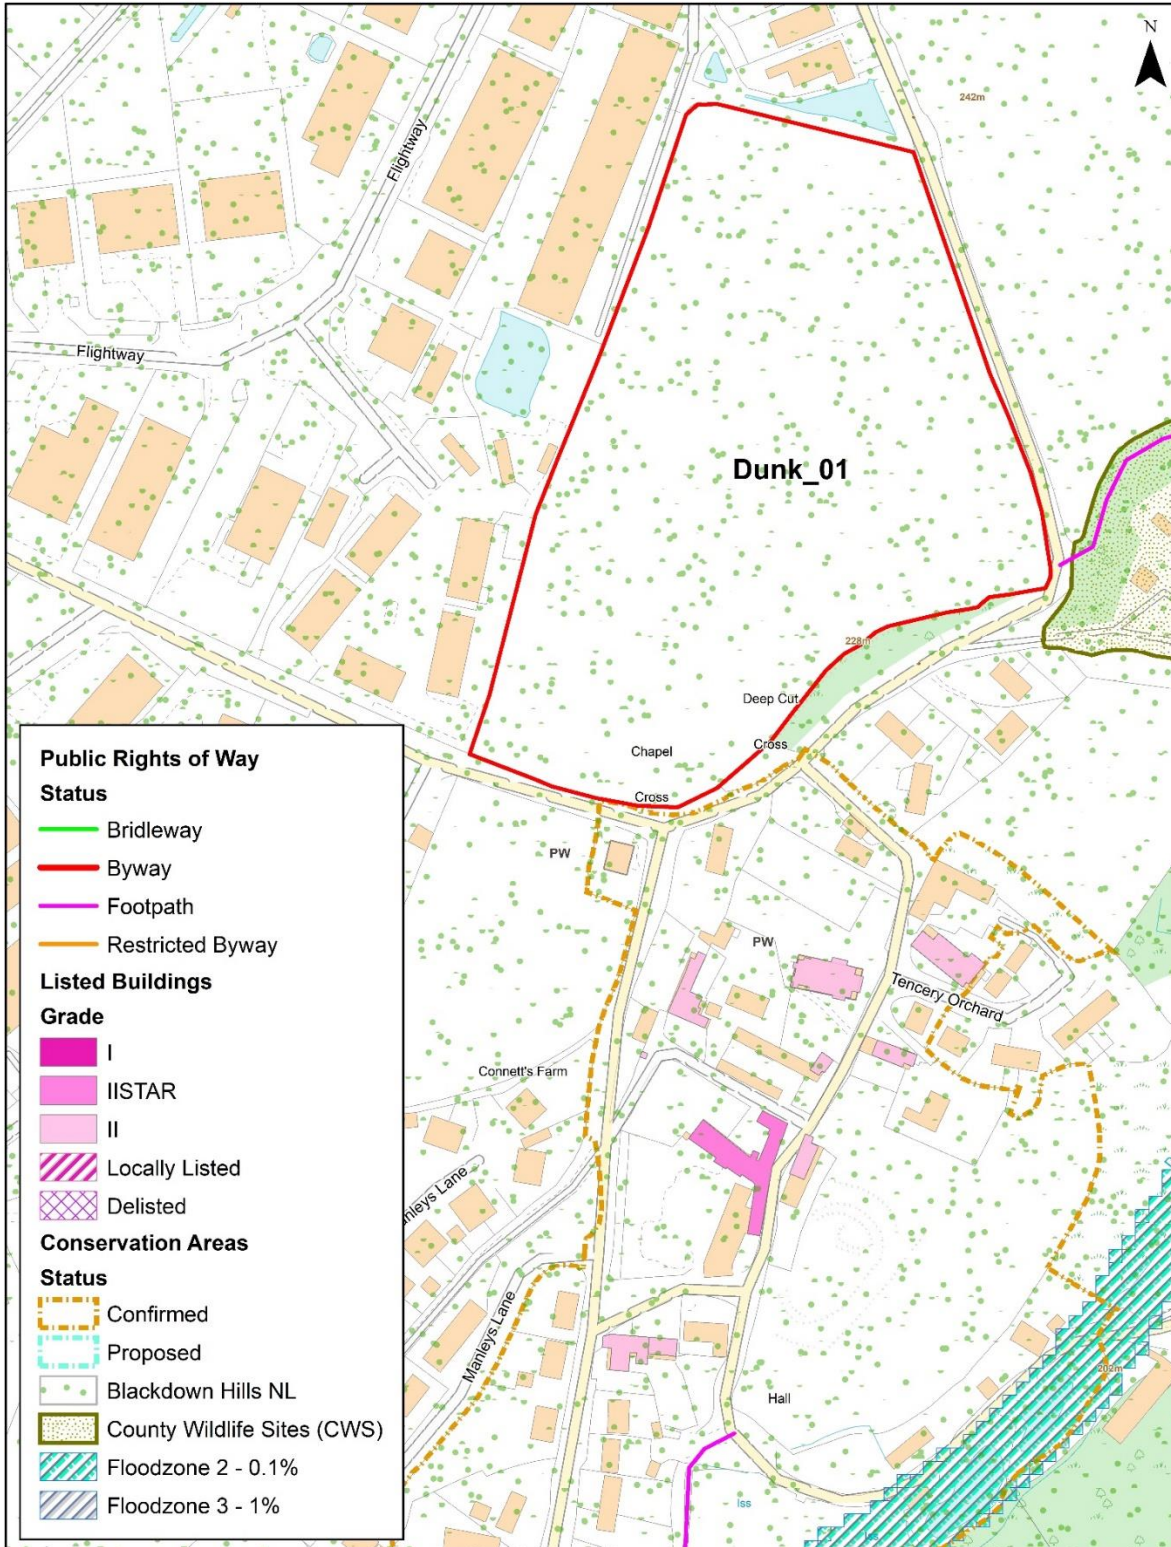 N
242m
Flightway
Flightway
Dunk_01
228m
Deep Cut
Chapel
Cross
Cross
PW
PW
Tencery Orchard
Connett's Farm
anleys Lane
Manleys Lane
Hall
202m
Iss
Iss
Public Rights of Way
Status
Bridleway
Byway
Footpath
Restricted Byway
Listed Buildings
Grade
I
IISTAR
II
Locally Listed
Delisted
Conservation Areas
Status
Confirmed
Proposed
Blackdown Hills NL
County Wildlife Sites (CWS)
Floodzone 2 - 0.1%
Floodzone 3 - 1%